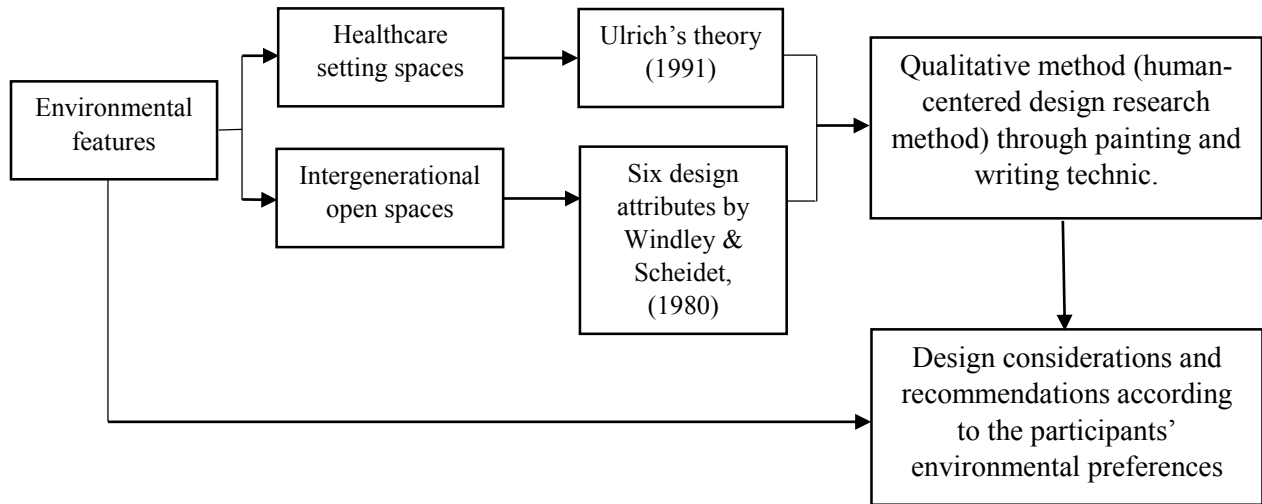 Environmental
features
Healthcare
setting spaces
Ulrich’s theory
(1991)
Intergenerational
open spaces
Six design
attributes by
Windley &
Scheidet,
(1980)
Qualitative method (human-
centered design research
method) through painting and
writing technic.
Design considerations and
recommendations according
to the participants’
environmental preferences